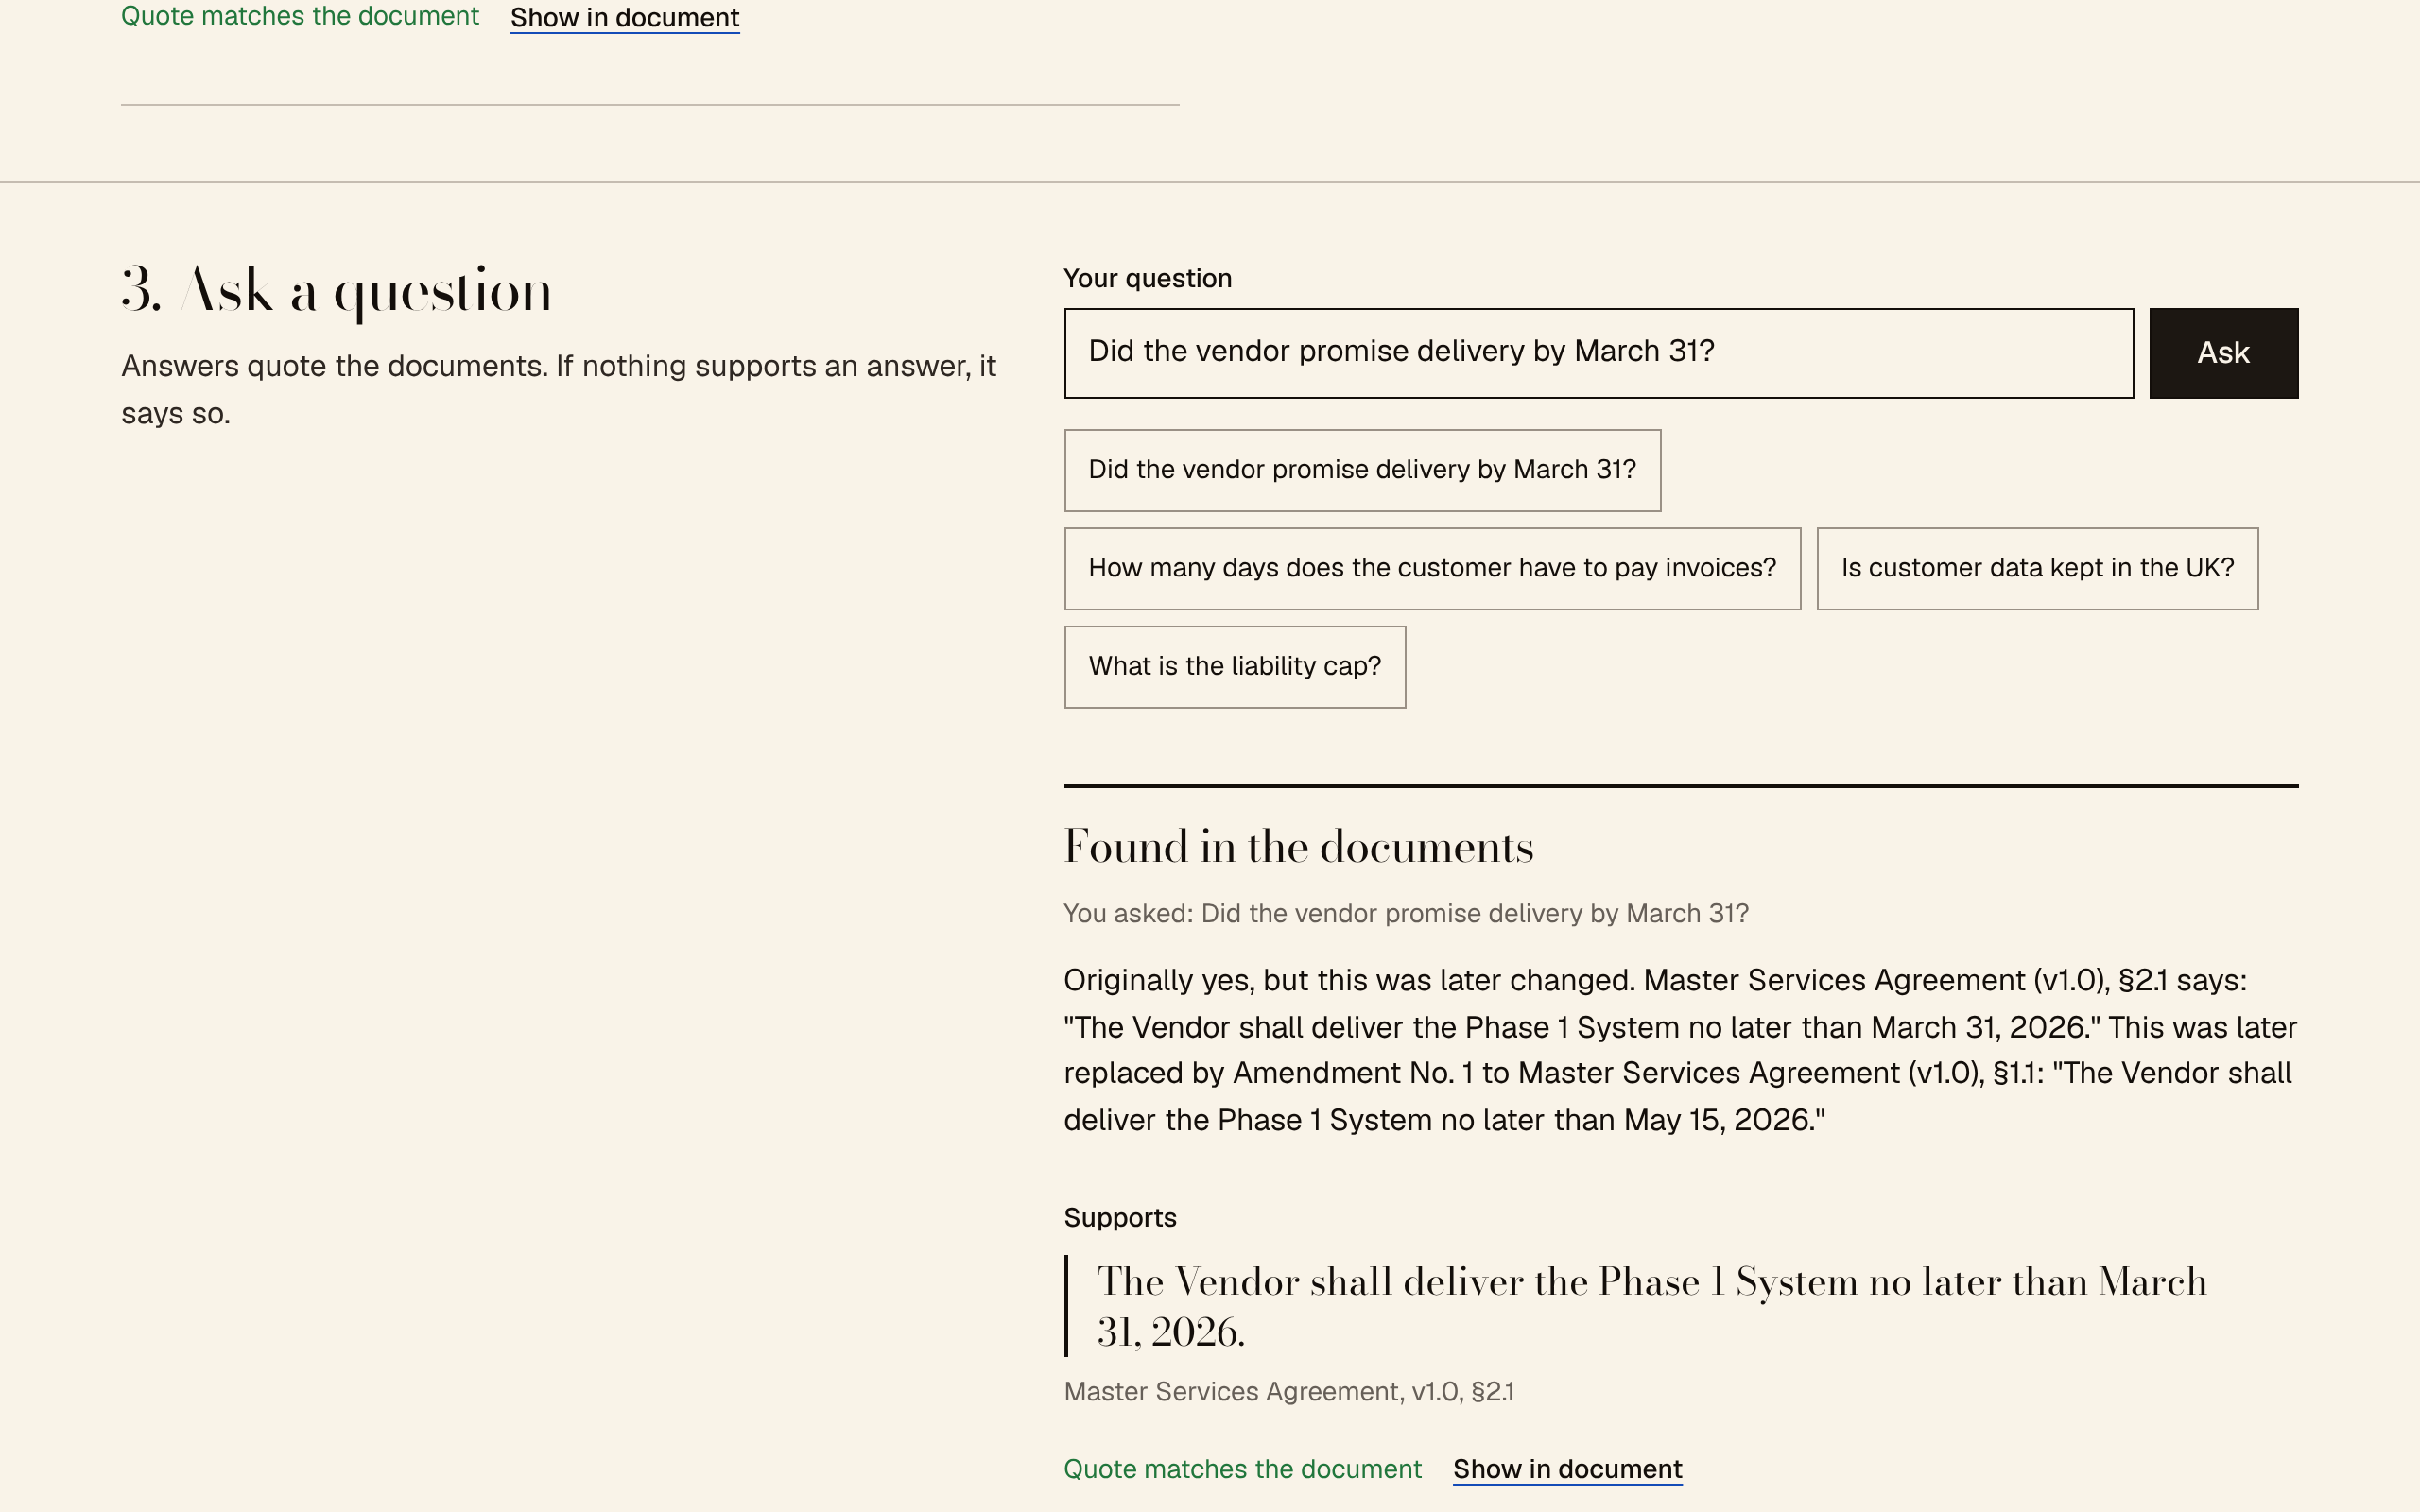 Quote matches the document Show in document
3. Ask a question
Answers quote the documents. If nothing supports an answer, it
says so.
Your question
Did the vendor promise delivery by March 31?
Ask
Did the vendor promise delivery by March 31?
How many days does the customer have to pay invoices?
Is customer data kept in the UK?
What is the liability cap?
Found in the documents
You asked: Did the vendor promise delivery by March 31?
Originally yes, but this was later changed. Master Services Agreement (v1.0), §2.1 says:
"The Vendor shall deliver the Phase 1 System no later than March 31, 2026." This was later
replaced by Amendment No. 1 to Master Services Agreement (v1.0), §1.1: "The Vendor shall
deliver the Phase 1 System no later than May 15, 2026."
Supports
The Vendor shall deliver the Phase 1 System no later than March
31, 2026.
Master Services Agreement, v1.0, §2.1
Quote matches the document Show in document